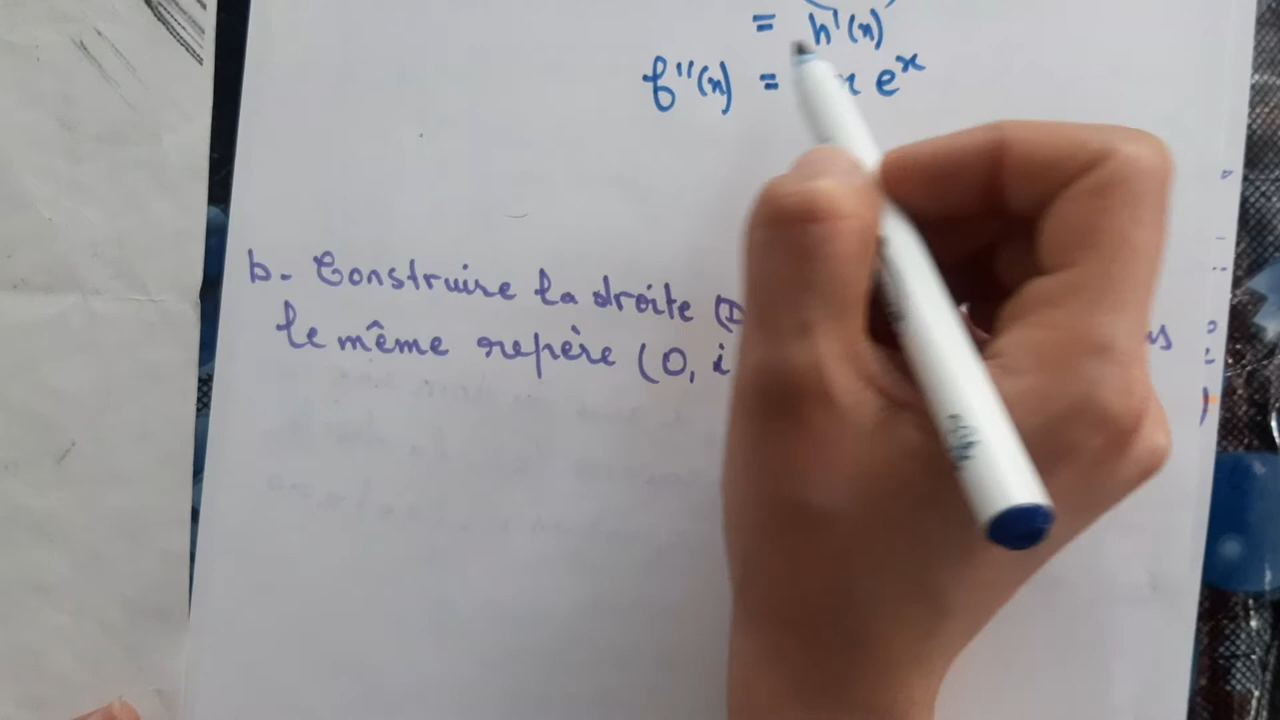 = h'(x)
f''(x) = x e^x
b- Construire la droite (D
le même repère (O, i